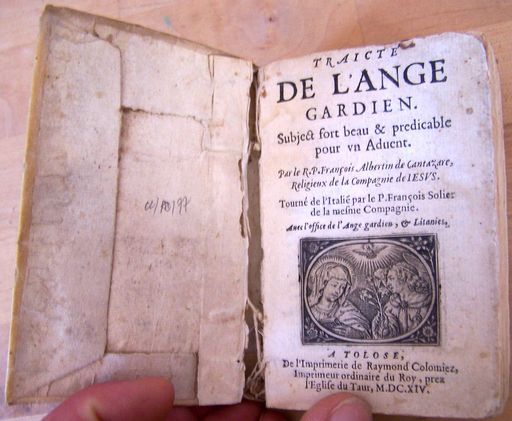 TRAICTE
DE L'ANGE
GARDIEN.
Subject fort beau & predicable
pour vn Aduent.
Par le R.P. François Albertin de Cantazare,
Religieux de la Compagnie de IESVS.
Tourné de l'Italié par le P. François Solier
de la mesme Compagnie.
Auec l'office de l'Ange gardien, & Litanies.
A TOLOSE,
De l'Imprimerie de Raymond Colomiez,
Imprimeur ordinaire du Roy, prez
l'Eglise du Taur, M.DC.XIV.